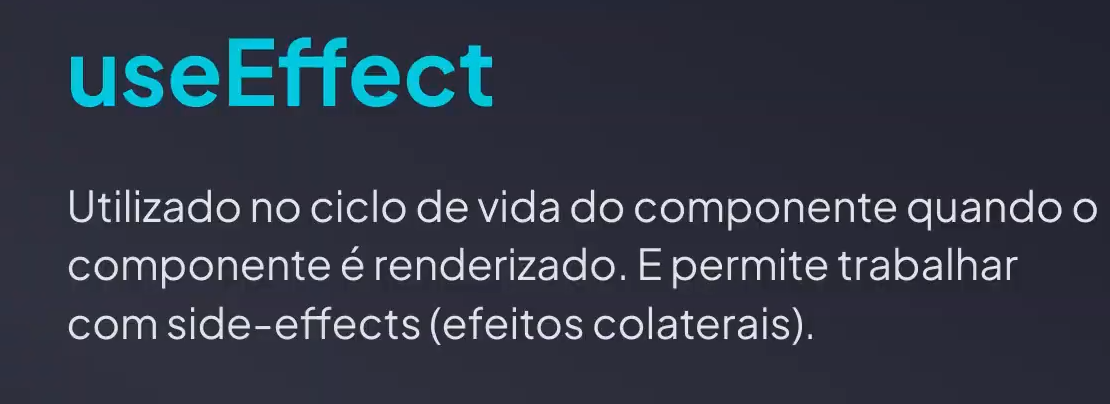 useEffect
Utilizado no ciclo de vida do componente quando o
componente é renderizado. E permite trabalhar
com side-effects (efeitos colaterais).